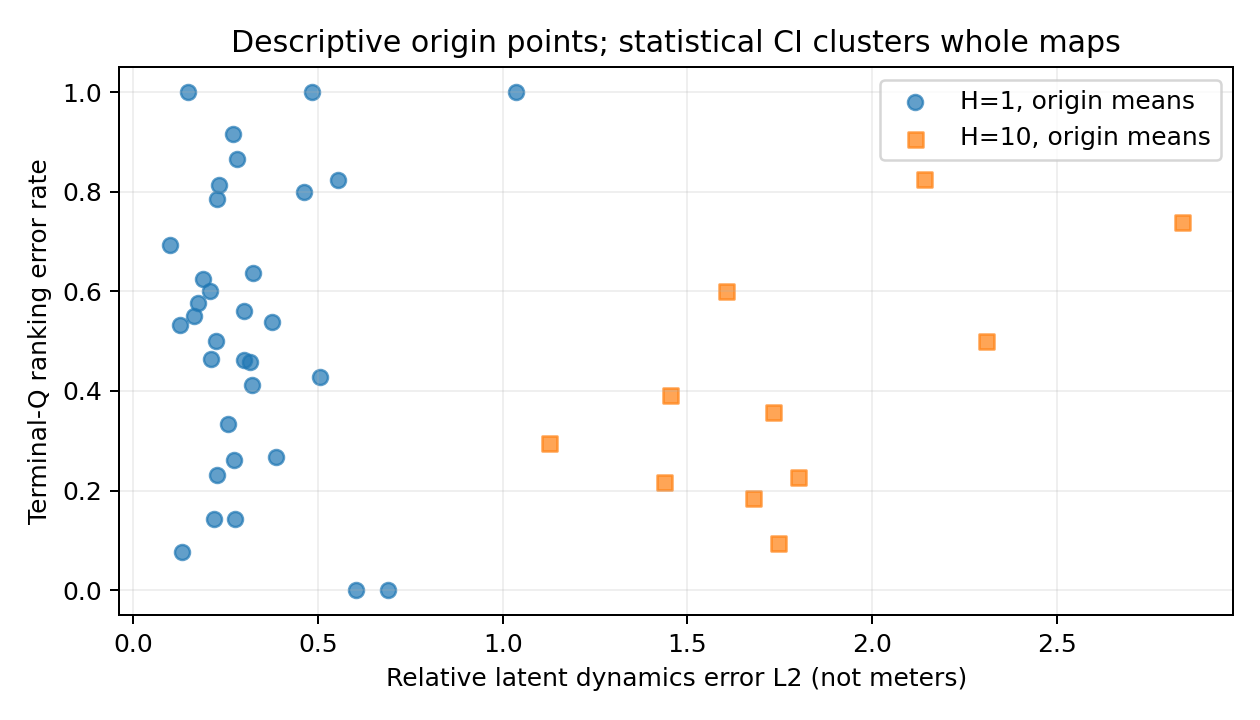 Descriptive origin points; statistical CI clusters whole maps
H=1, origin means
H=10, origin means
Terminal-Q ranking error rate
1.0
0.8
0.6
0.4
0.2
0.0
0.0 0.5 1.0 1.5 2.0 2.5
Relative latent dynamics error L2 (not meters)